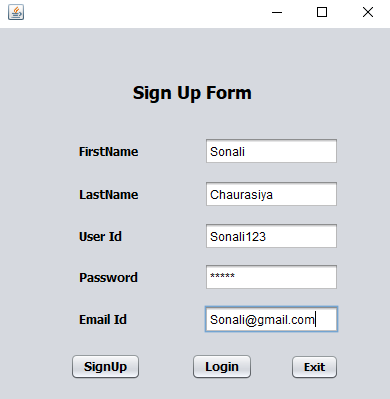 Sign Up Form
FirstName Sonali
LastName Chaurasiya
User Id Sonali123
Password *****
Email Id Sonali@gmail.com
SignUp Login Exit